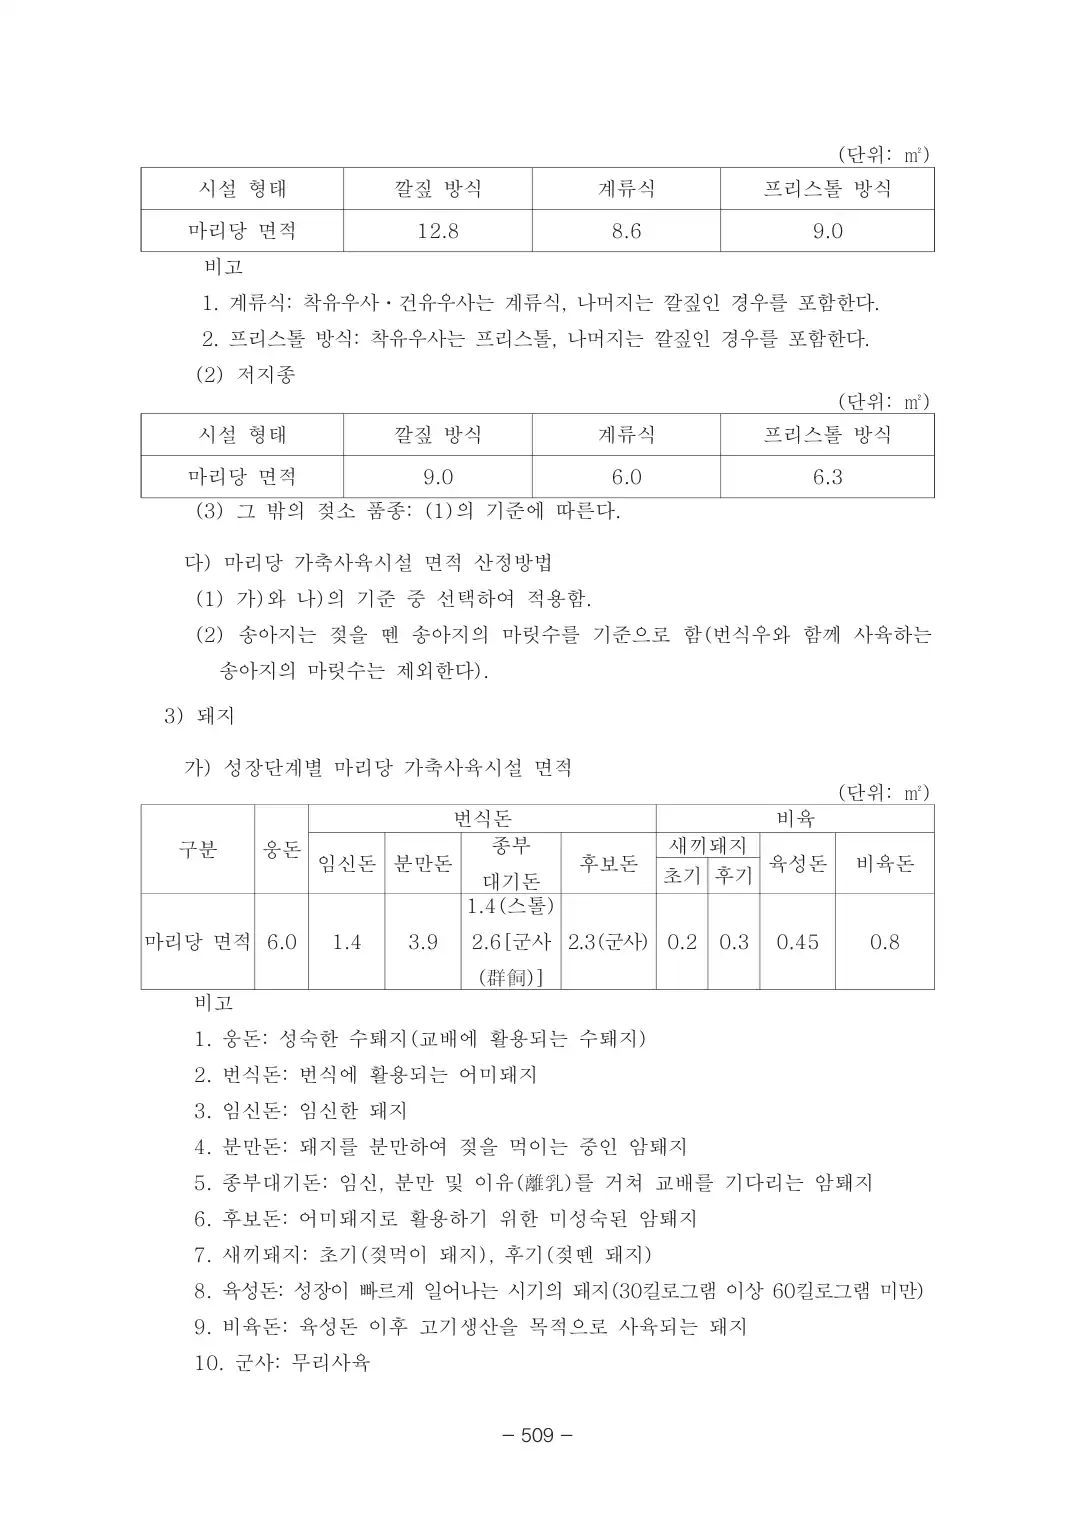 (단위: ㎡)
시설 형태 깔짚 방식 계류식 프리스톨 방식
마리당 면적 12.8 8.6 9.0
비고
1. 계류식: 착유우사·건유우사는 계류식, 나머지는 깔짚인 경우를 포함한다.
2. 프리스톨 방식: 착유우사는 프리스톨, 나머지는 깔짚인 경우를 포함한다.
(2) 저지종
(단위: ㎡)
시설 형태 깔짚 방식 계류식 프리스톨 방식
마리당 면적 9.0 6.0 6.3
(3) 그 밖의 젖소 품종: (1)의 기준에 따른다.
다) 마리당 가축사육시설 면적 산정방법
(1) 가)와 나)의 기준 중 선택하여 적용함.
(2) 송아지는 젖을 뗀 송아지의 마릿수를 기준으로 함(번식우와 함께 사육하는
송아지의 마릿수는 제외한다).
3) 돼지
가) 성장단계별 마리당 가축사육시설 면적
(단위: ㎡)
구분 웅돈 번식돈 비육
임신돈 분만돈 종부
대기돈 후보돈 새끼돼지 육성돈 비육돈
초기 후기
마리당 면적 6.0 1.4 3.9 1.4(스톨)
2.6[군사
(群飼)] 2.3(군사) 0.2 0.3 0.45 0.8
비고
1. 웅돈: 성숙한 수퇘지(교배에 활용되는 수퇘지)
2. 번식돈: 번식에 활용되는 어미돼지
3. 임신돈: 임신한 돼지
4. 분만돈: 돼지를 분만하여 젖을 먹이는 중인 암퇘지
5. 종부대기돈: 임신, 분만 및 이유(離乳)를 거쳐 교배를 기다리는 암퇘지
6. 후보돈: 어미돼지로 활용하기 위한 미성숙된 암퇘지
7. 새끼돼지: 초기(젖먹이 돼지), 후기(젖뗀 돼지)
8. 육성돈: 성장이 빠르게 일어나는 시기의 돼지(30킬로그램 이상 60킬로그램 미만)
9. 비육돈: 육성돈 이후 고기생산을 목적으로 사육되는 돼지
10. 군사: 무리사육
- 509 -